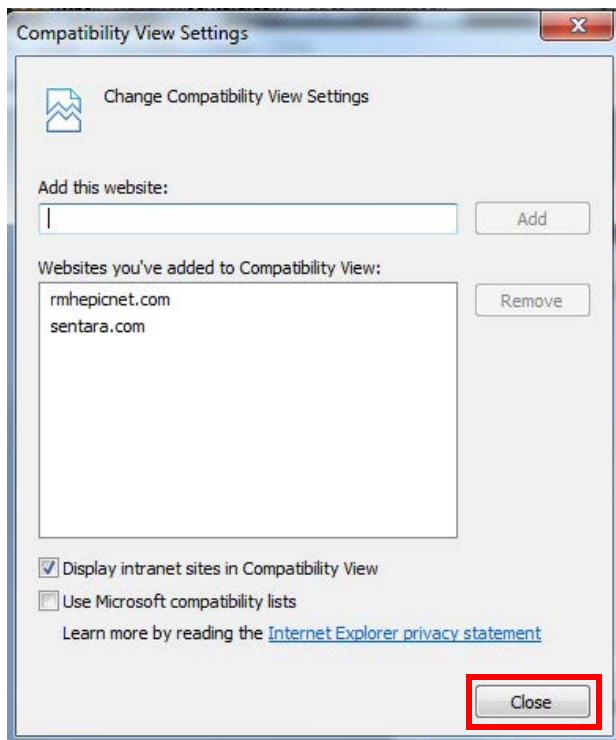 Compatibility View Settings
Change Compatibility View Settings
Add this website:
Add
Websites you've added to Compatibility View:
rmhepicnet.com
Remove
sentara.com
Display intranet sites in Compatibility View
Use Microsoft compatibility lists
Learn more by reading the Internet Explorer privacy statement
Close